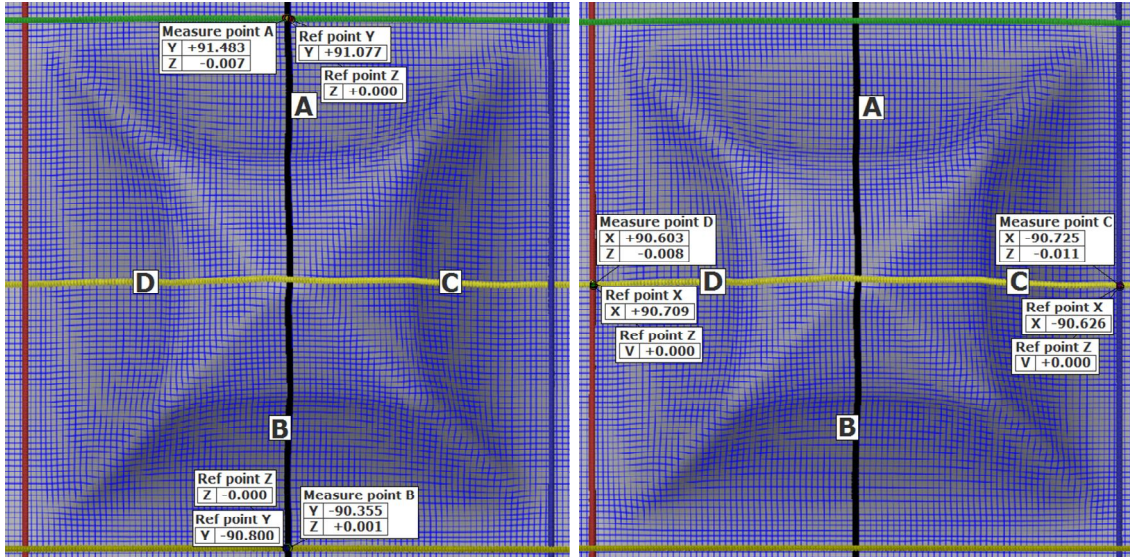 Measure point A
Y +91.483
Z -0.007
Ref point Y
Y +91.077
Ref point Z
Z +0.000
A
D
C
B
Ref point Z
Z -0.000
Ref point Y
Y -90.800
Measure point B
Y -90.355
Z +0.001
A
Measure point D
X +90.603
Z -0.008
Measure point C
X -90.725
Z -0.011
D
C
Ref point X
X +90.709
Ref point Z
V +0.000
Ref point X
X -90.626
Ref point Z
V +0.000
B